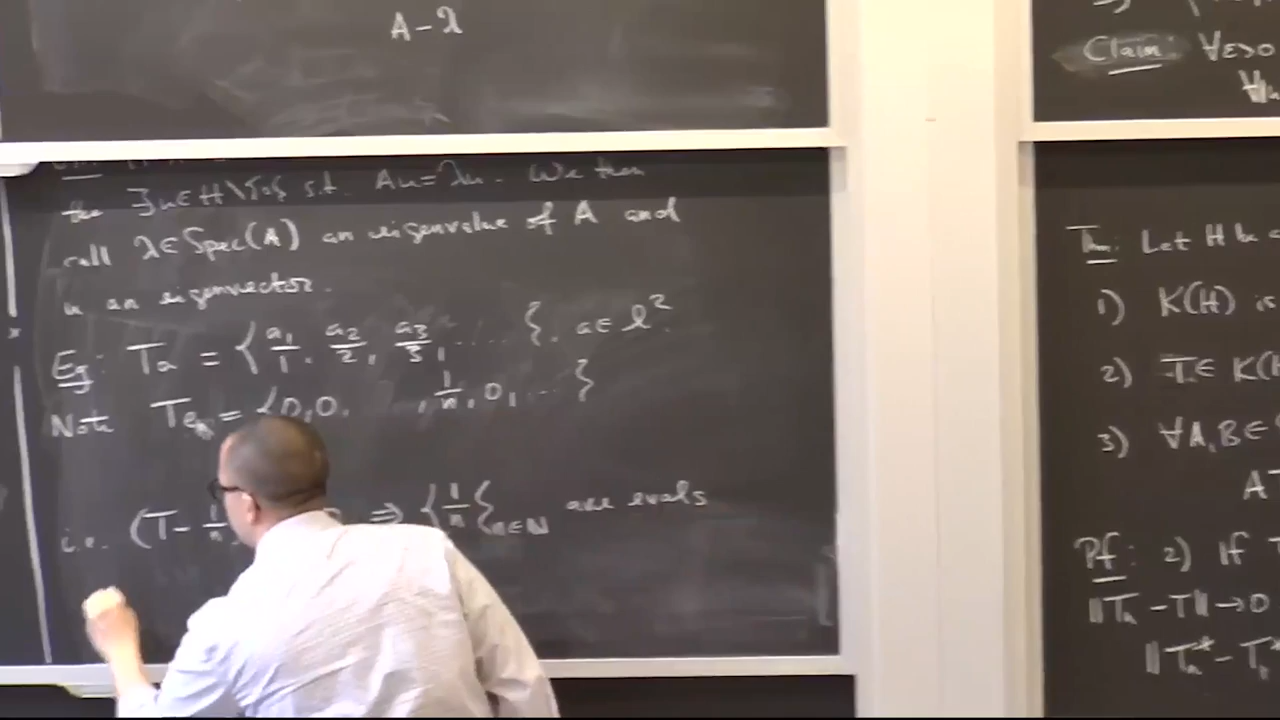 A - λ
the ∃u∈H\{0} s.t. Au = λu. We then
call λ∈Spec(A) an eigenvalue of A and
u an eigenvector.
Eg: Ta = { a₁/1, a₂/2, a₃/3, .... }, a∈ℓ².
Note Teₙ = {0,0, , 1/n, 0, ... }
i.e. (T - 1/n ⇒ {1/n}ₙ∈ℕ are evals
Claim: ∀ε>0
Thm: Let H be
1) K(H) is
2) T∈ K(H
3) ∀A,B∈
Pf: 2) If T
‖Tₙ - T‖→0
‖Tₙ* - T